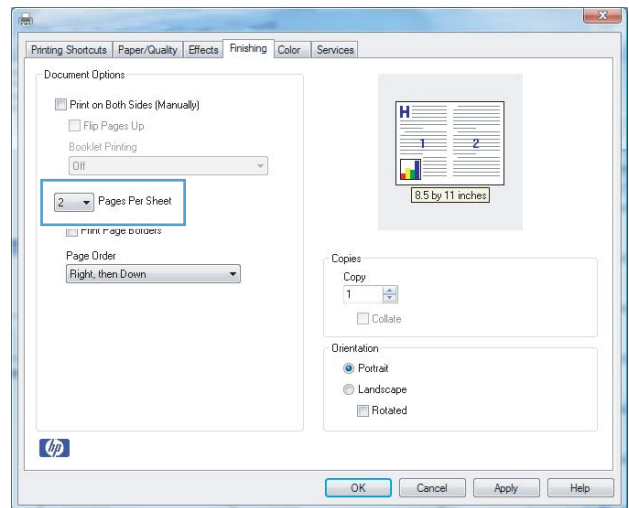 Printing Shortcuts Paper/Quality Effects Finishing Color Services
Document Options
Print on Both Sides (Manually)
Flip Pages Up
Booklet Printing
Off
2 Pages Per Sheet
Print Page Borders
Page Order
Right, then Down
H
1 2
8.5 by 11 inches
Copies
Copy
1
Collate
Orientation
Portrait
Landscape
Rotated
hp
OK Cancel Apply Help